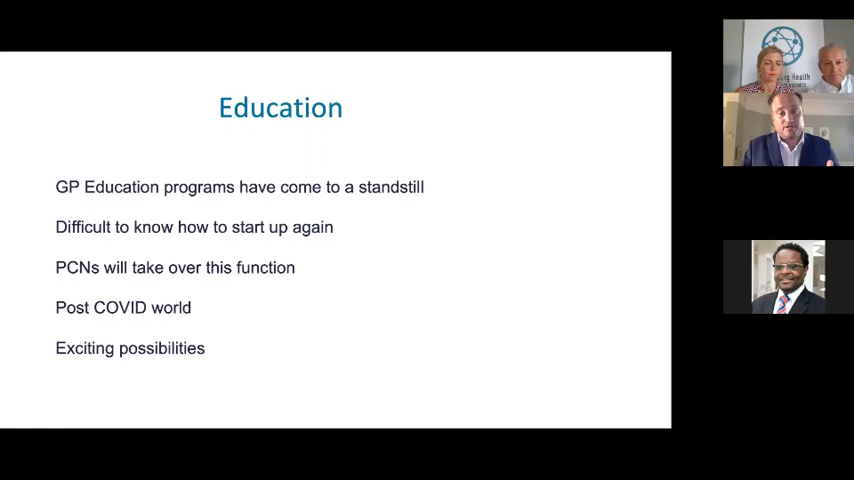 Education
GP Education programs have come to a standstill
Difficult to know how to start up again
PCNs will take over this function
Post COVID world
Exciting possibilities
Health